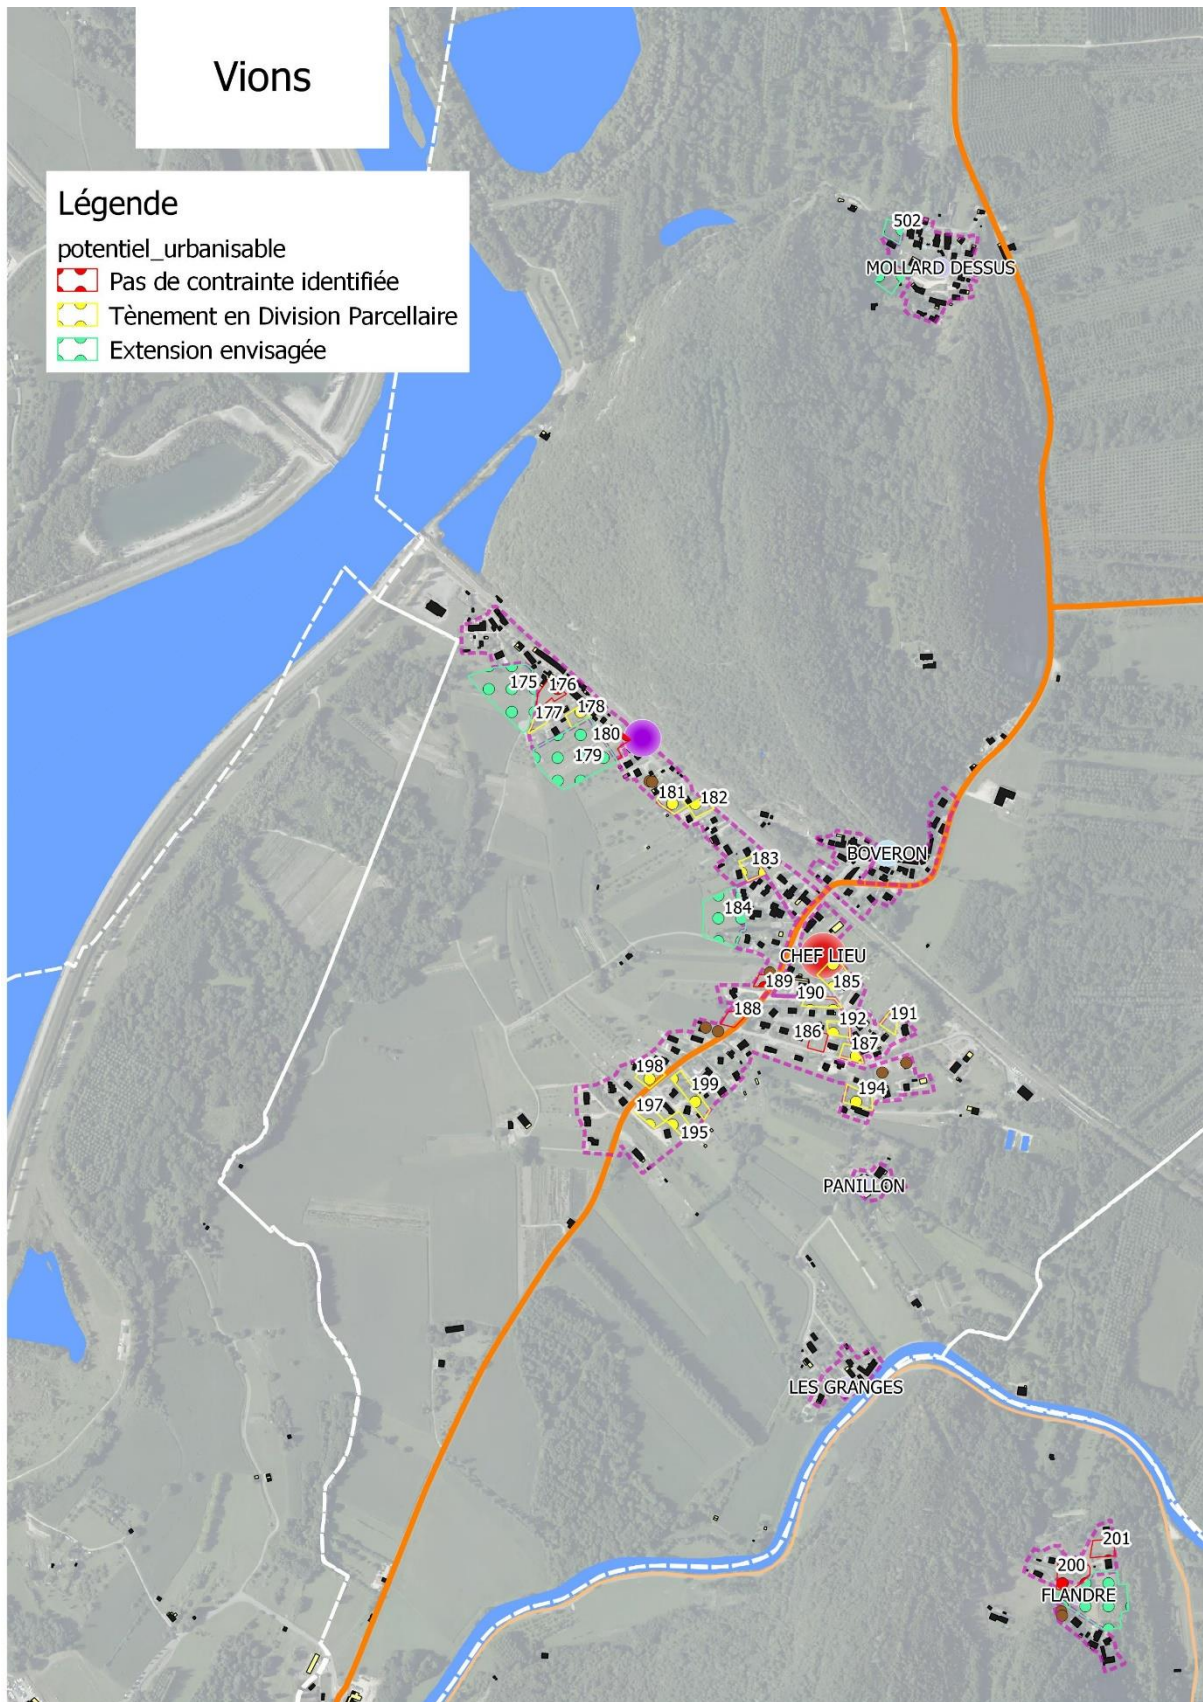 Vions
Légende
potentiel_urbanisable
Pas de contrainte identifiée
Tènement en Division Parcellaire
Extension envisagée
502
MOLLARD DESSUS
175
176
177
178
180
179
181
182
183
BOVERON
184
CHEF LIEU
189
185
190
188
186
192
191
187
198
199
194
197
195
PANILLON
LES GRANGES
201
200
FLANDRE